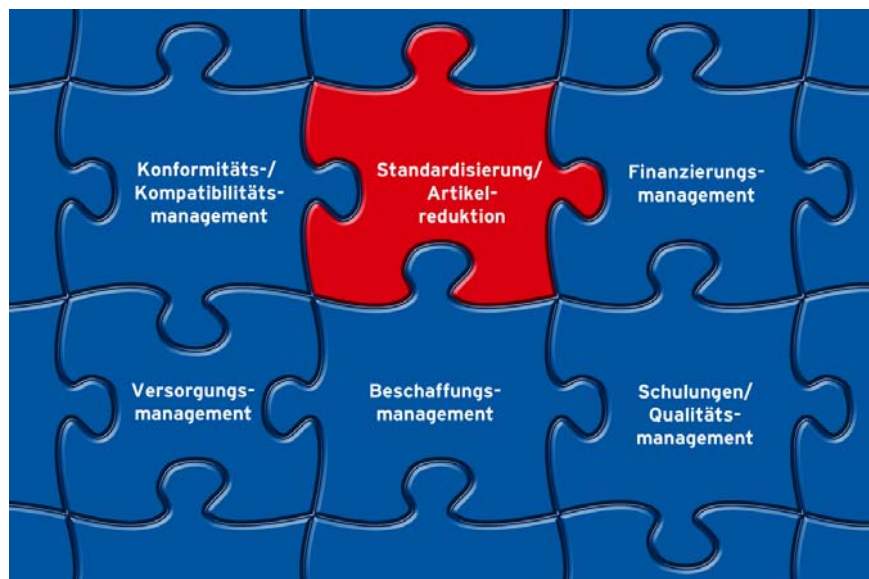 Konformitäts-/
Kompatibilitäts-
management
Standardisierung/
Artikel-
reduktion
Finanzierungs-
management
Versorgungs-
management
Beschaffungs-
management
Schulungen/
Qualitäts-
management